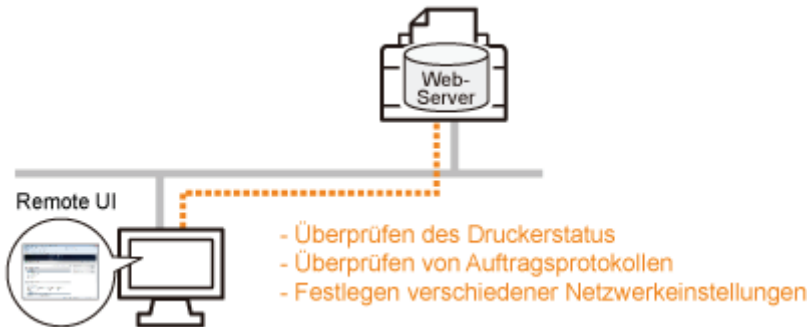 Web-
Server
Remote UI
- Überprüfen des Druckerstatus
- Überprüfen von Auftragsprotokollen
- Festlegen verschiedener Netzwerkeinstellungen